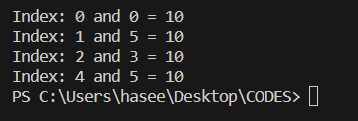 Index: 0 and 0 = 10
Index: 1 and 5 = 10
Index: 2 and 3 = 10
Index: 4 and 5 = 10
PS C:\Users\hasee\Desktop\CODES>